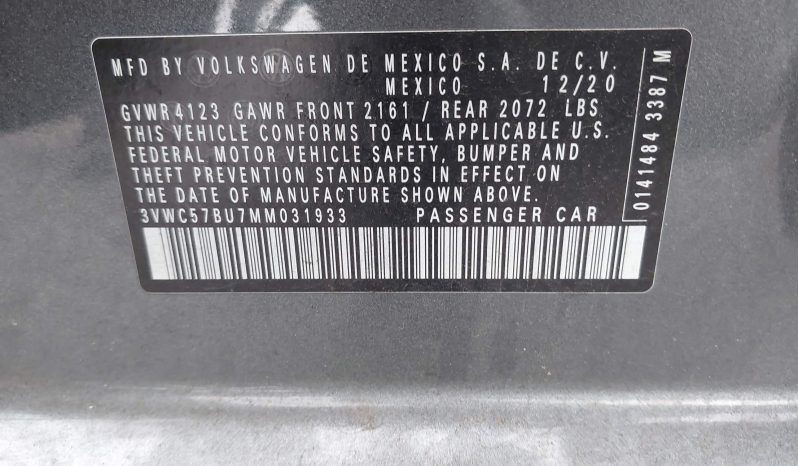 MFD BY VOLKSWAGEN DE MEXICO S.A. DE C.V.
MEXICO 12/20
GVWR 4123 GAWR FRONT 2161 / REAR 2072 LBS
THIS VEHICLE CONFORMS TO ALL APPLICABLE U.S.
FEDERAL MOTOR VEHICLE SAFETY, BUMPER AND
THEFT PREVENTION STANDARDS IN EFFECT ON
THE DATE OF MANUFACTURE SHOWN ABOVE.
3VWC57BU7MM031933 PASSENGER CAR
0141484 3387 M